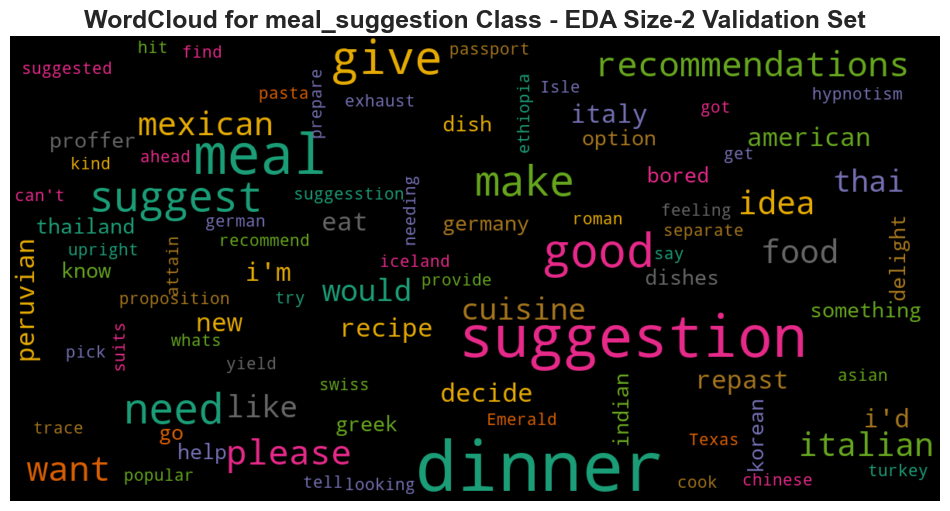 WordCloud for meal_suggestion Class - EDA Size-2 Validation Set
hit find give passport recommendations
suggested pasta prepare exhaust ethiopia Isle got hypnotism
mexican dish italy option american
proffer meal get
kind ahead bored thai
can't suggest suggesstion needing make idea
thailand german eat germany roman feeling food delight
upright recommend good separate say
peruvian know attain i'm iceland provide dishes
proposition try would cuisine something
new recipe suggestion
pick suits whats
yield swiss decide repast asian
need like greek Emerald indian korean i'd
trace go Texas italian
want help please dinner turkey
popular tell looking cook chinese